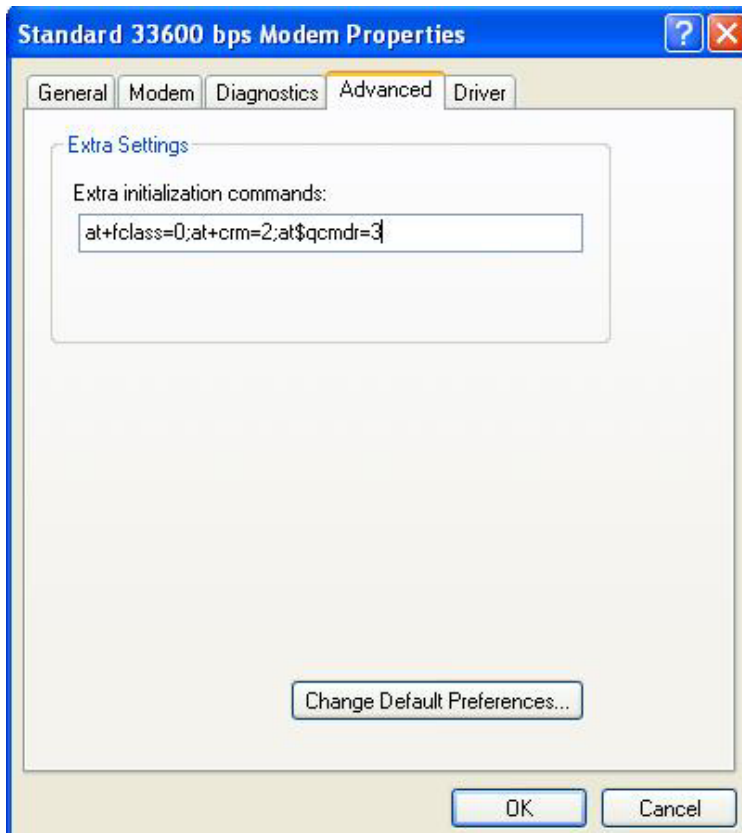 Standard 33600 bps Modem Properties
General Modem Diagnostics Advanced Driver
Extra Settings
Extra initialization commands:
at+fclass=0;at+crm=2;at$qcmdr=3
Change Default Preferences...
OK Cancel